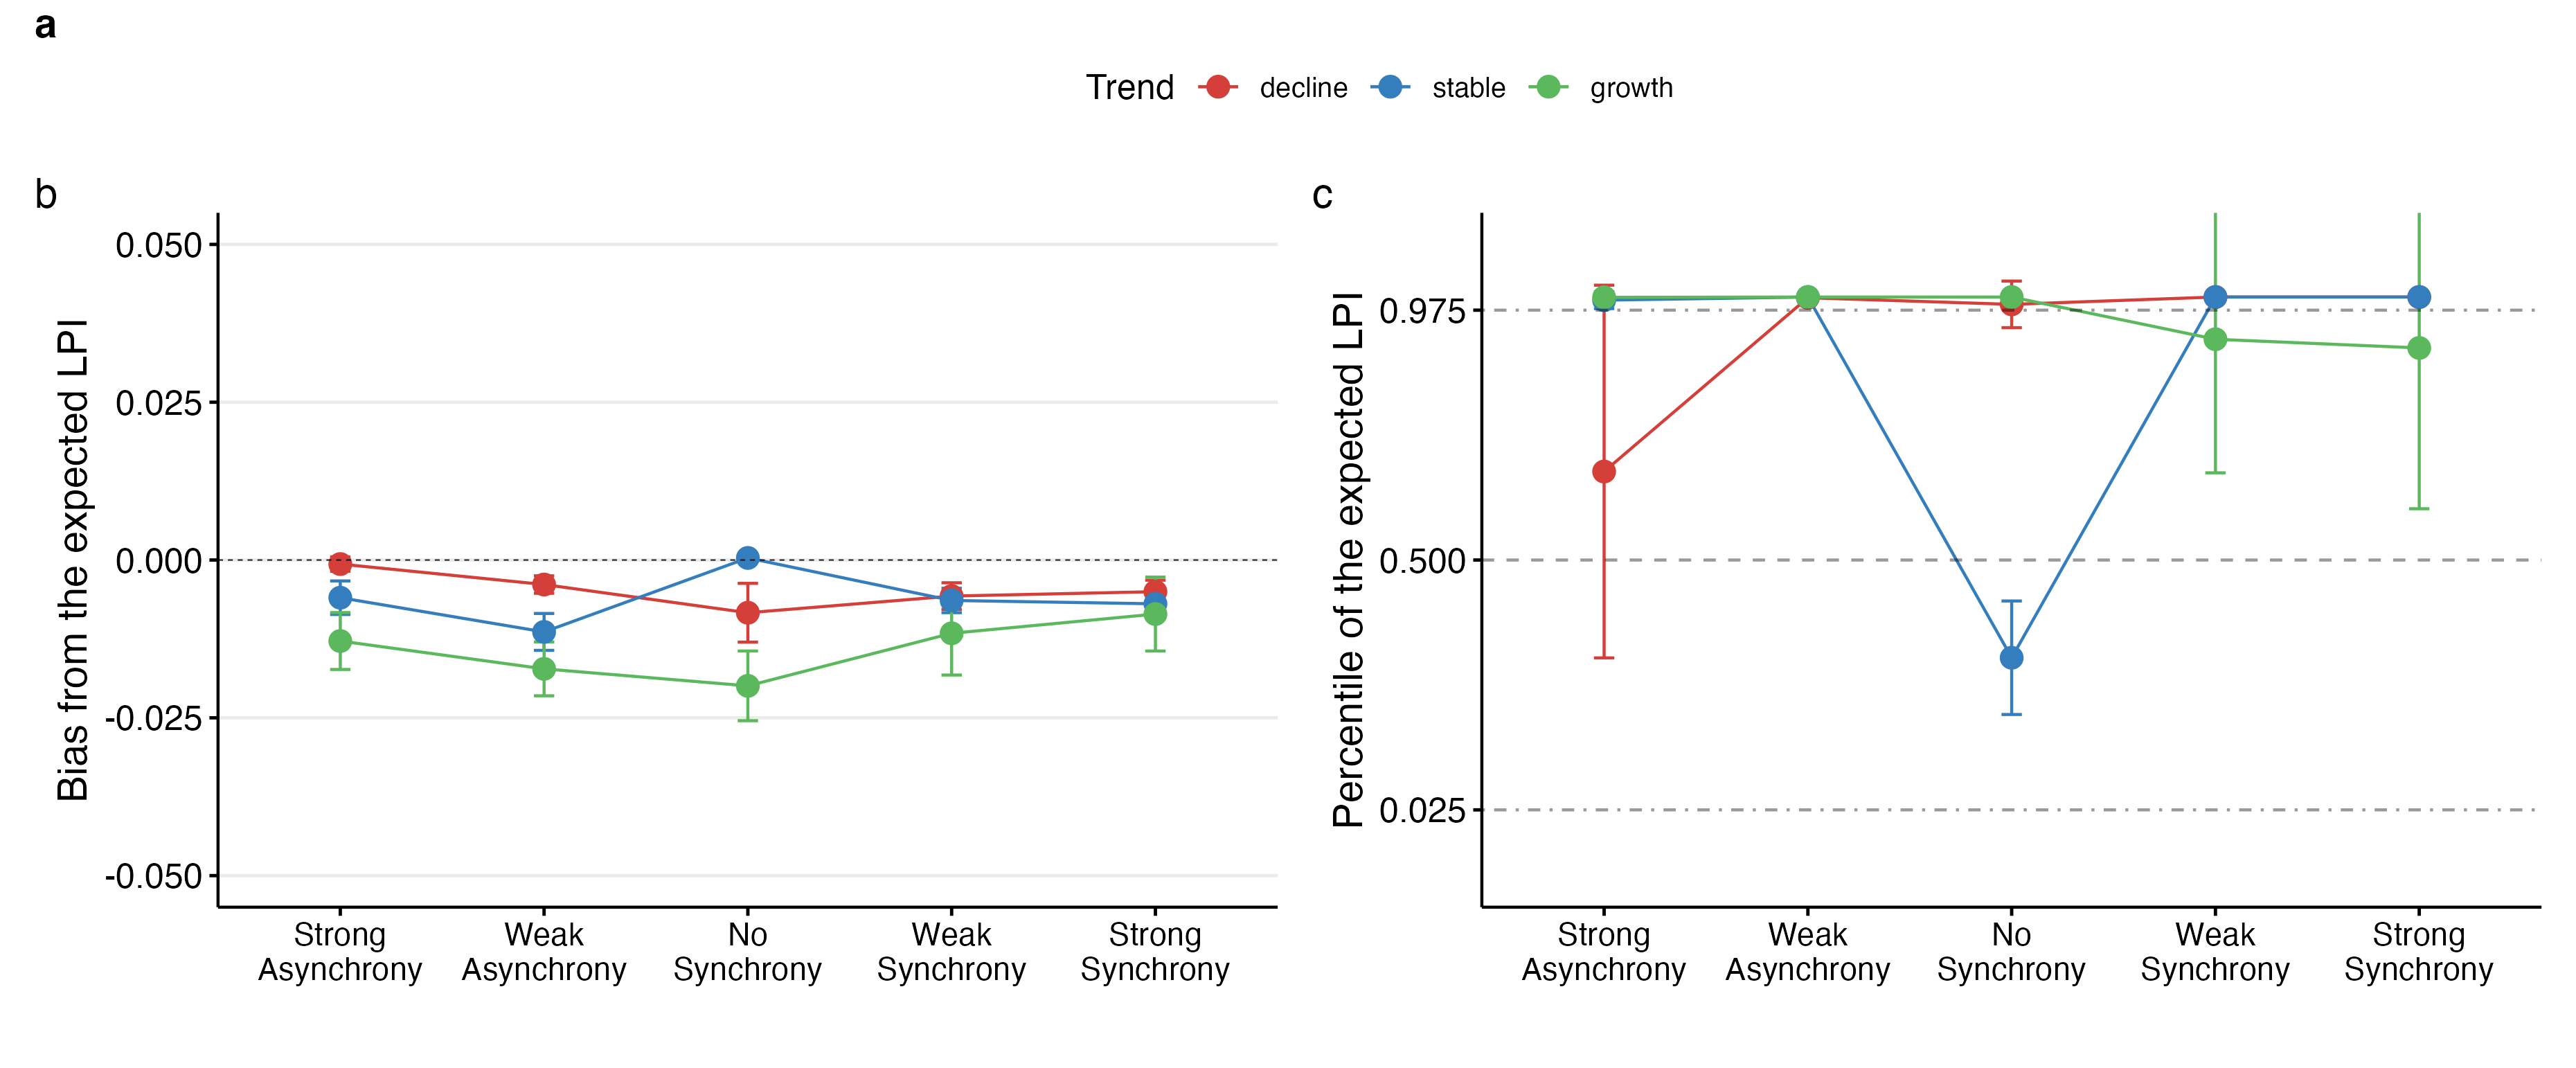 a
Trend decline stable growth
b
Bias from the expected LPI
0.050
0.025
0.000
-0.025
-0.050
Strong Asynchrony
Weak Asynchrony
No Synchrony
Weak Synchrony
Strong Synchrony
c
Percentile of the expected LPI
0.975
0.500
0.025
Strong Asynchrony
Weak Asynchrony
No Synchrony
Weak Synchrony
Strong Synchrony